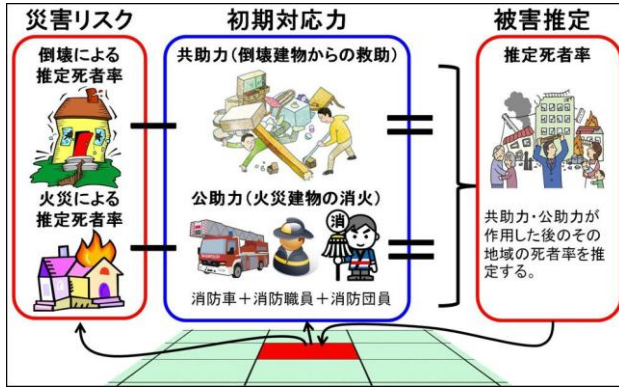 災害リスク
倒壊による
推定死者率
火災による
推定死者率
初期対応力
共助力(倒壊建物からの救助)
公助力(火災建物の消火)
消
消防車+消防職員+消防団員
被害推定
推定死者率
共助力・公助力が
作用した後のその
地域の死者率を推
定する。